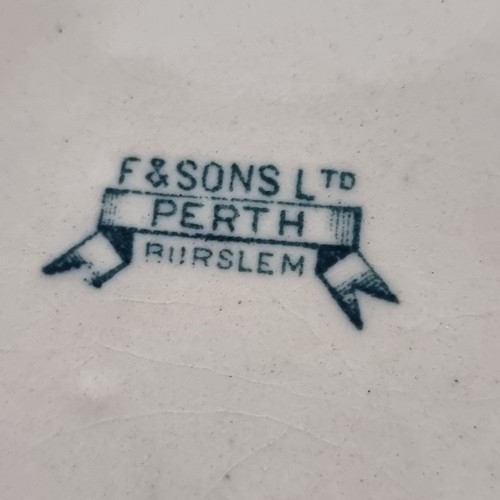 F & SONS LTD
PERTH
BURSLEM